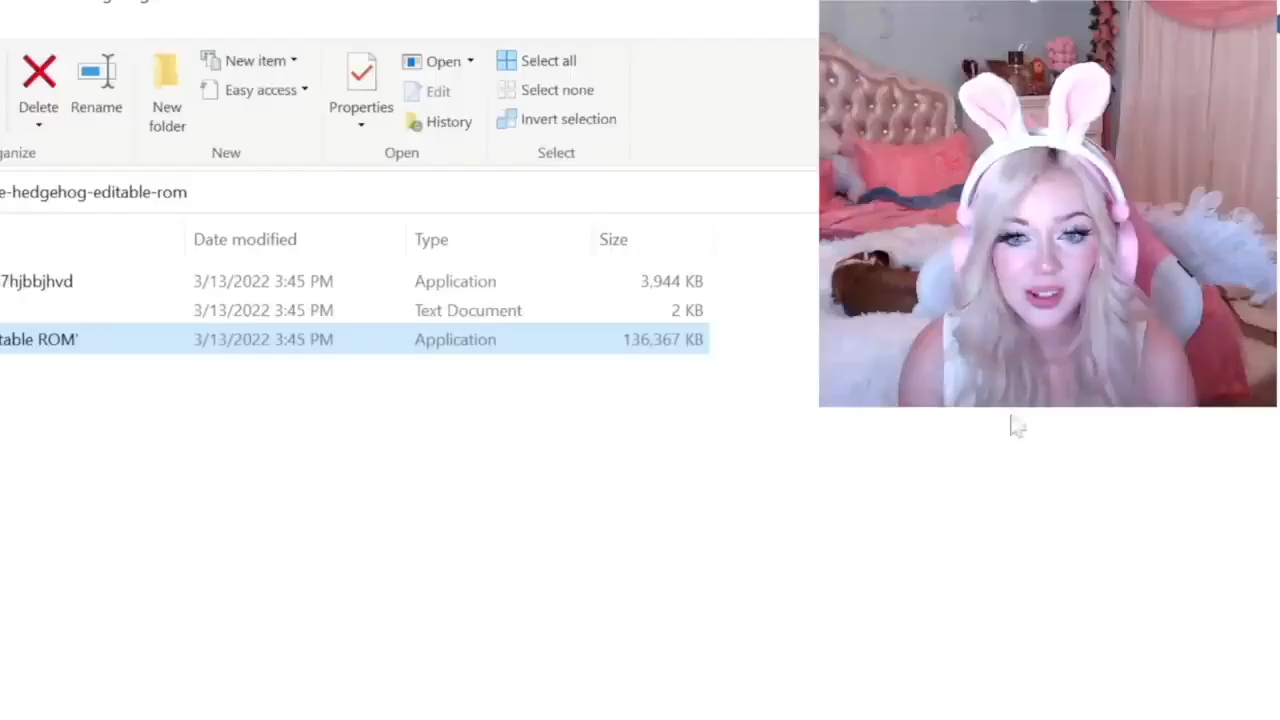 New item
Open
Select all
Easy access
Edit
Select none
Delete
Rename
New folder
Properties
History
Invert selection
ganize
New
Open
Select
e-hedgehog-editable-rom
Date modified
Type
Size
7hjbbjhvd
3/13/2022 3:45 PM
Application
3,944 KB
3/13/2022 3:45 PM
Text Document
2 KB
table ROM'
3/13/2022 3:45 PM
Application
136,367 KB